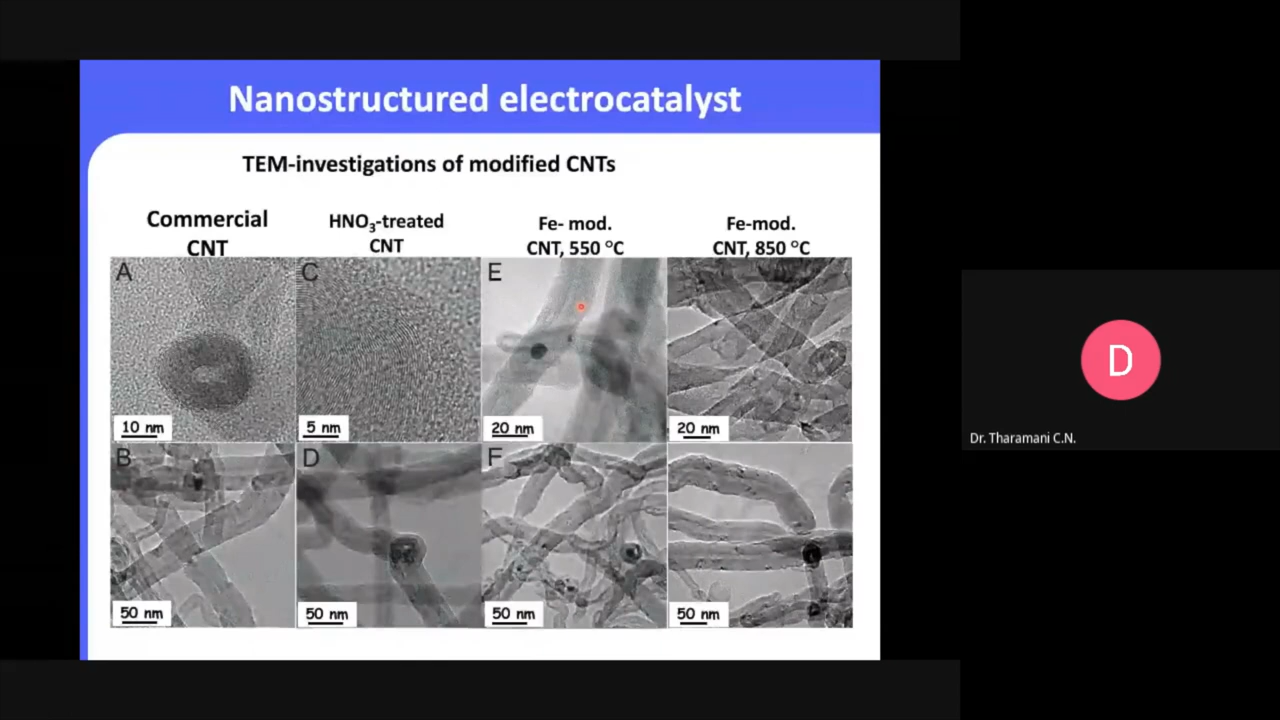 Nanostructured electrocatalyst
TEM-investigations of modified CNTs
Commercial
CNT
HNO₃-treated
CNT
Fe- mod.
CNT, 550 °C
Fe-mod.
CNT, 850 °C
A
C
E
10 nm
5 nm
20 nm
20 nm
B
D
F
50 nm
50 nm
50 nm
50 nm
D
Dr. Tharamani C.N.